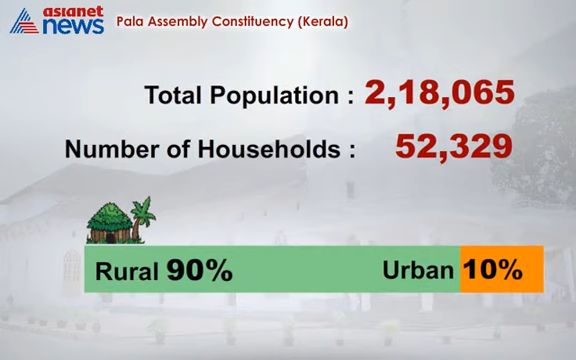 asianet
news
Pala Assembly Constituency (Kerala)
Total Population : 2,18,065
Number of Households : 52,329
Rural 90% Urban 10%